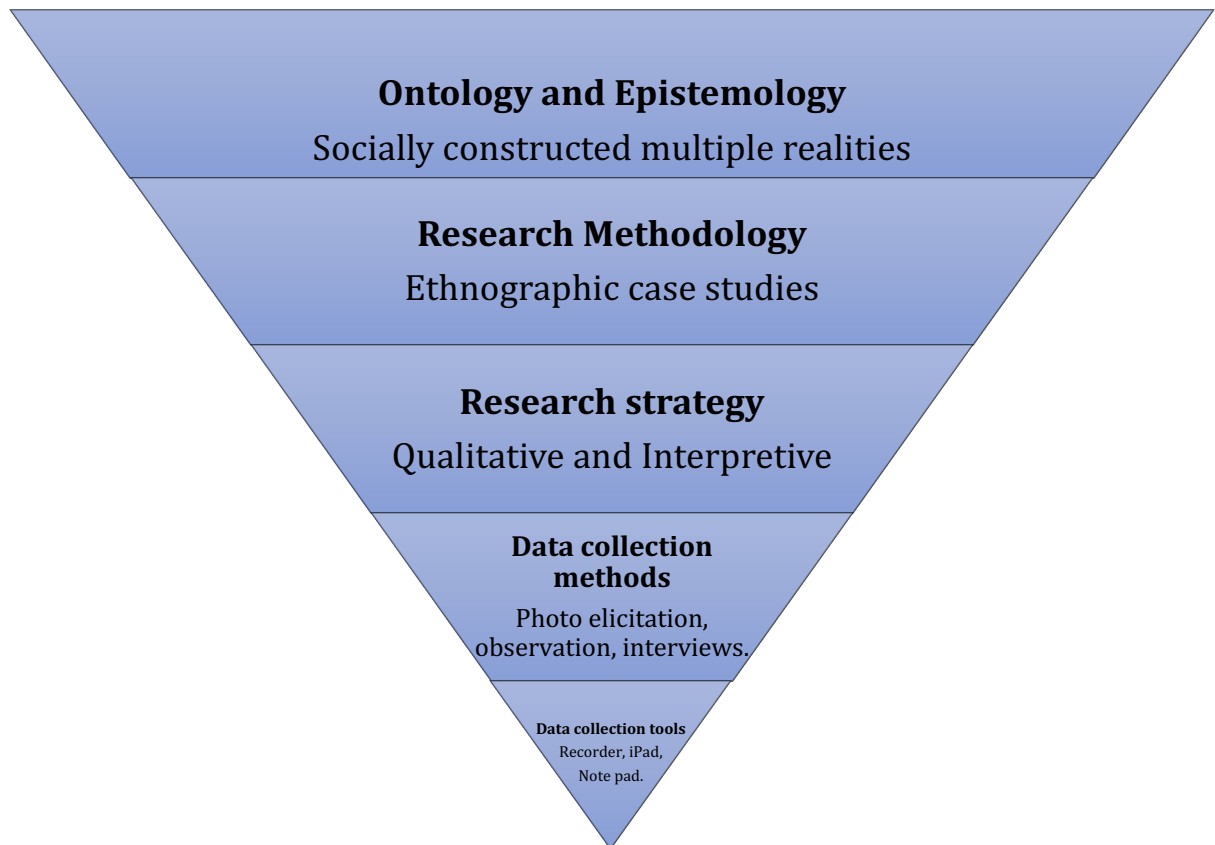 Ontology and Epistemology
Socially constructed multiple realities
Research Methodology
Ethnographic case studies
Research strategy
Qualitative and Interpretive
Data collection
methods
Photo elicitation,
observation, interviews.
Data collection tools
Recorder, iPad,
Note pad.